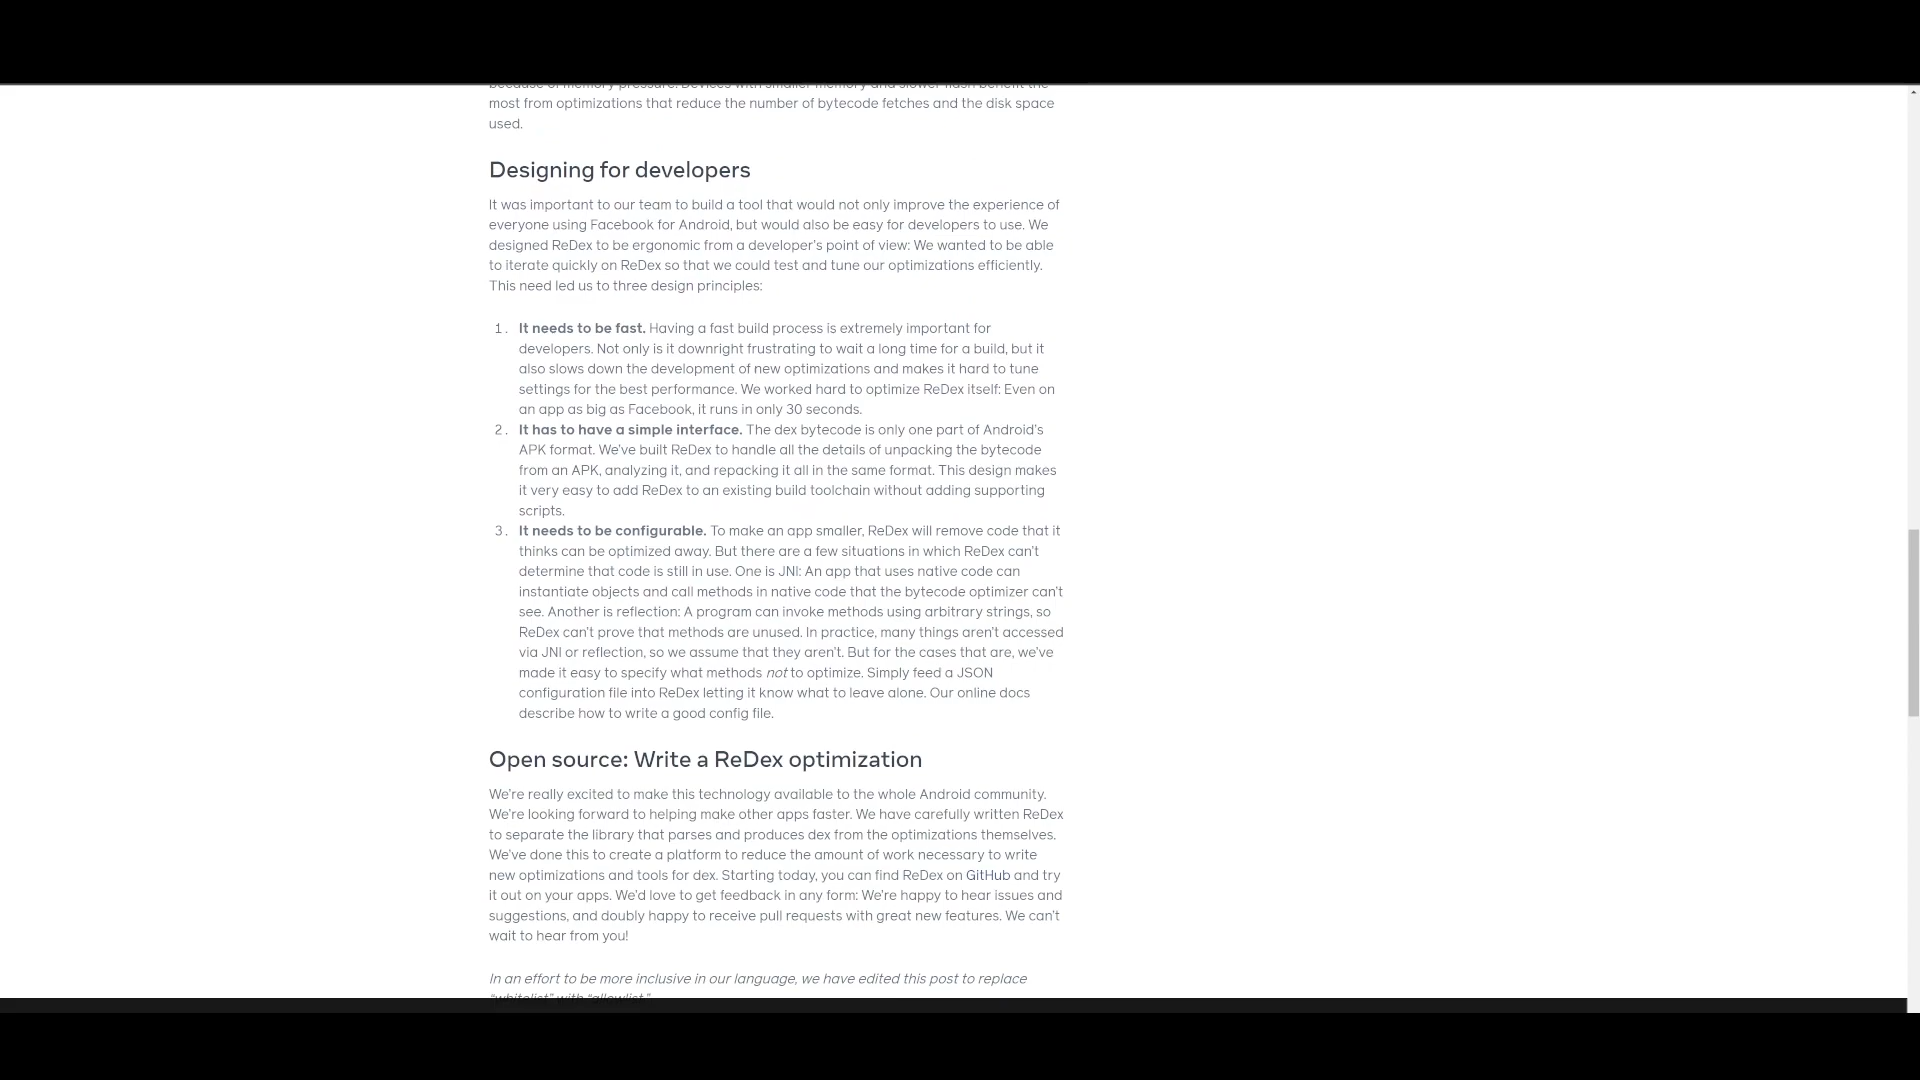 because of memory pressure. Devices with smaller memory and slower flash benefit the
most from optimizations that reduce the number of bytecode fetches and the disk space
used.
Designing for developers
It was important to our team to build a tool that would not only improve the experience of
everyone using Facebook for Android, but would also be easy for developers to use. We
designed ReDex to be ergonomic from a developer's point of view: We wanted to be able
to iterate quickly on ReDex so that we could test and tune our optimizations efficiently.
This need led us to three design principles:
1. It needs to be fast. Having a fast build process is extremely important for
developers. Not only is it downright frustrating to wait a long time for a build, but it
also slows down the development of new optimizations and makes it hard to tune
settings for the best performance. We worked hard to optimize ReDex itself: Even on
an app as big as Facebook, it runs in only 30 seconds.
2. It has to have a simple interface. The dex bytecode is only one part of Android's
APK format. We've built ReDex to handle all the details of unpacking the bytecode
from an APK, analyzing it, and repacking it all in the same format. This design makes
it very easy to add ReDex to an existing build toolchain without adding supporting
scripts.
3. It needs to be configurable. To make an app smaller, ReDex will remove code that it
thinks can be optimized away. But there are a few situations in which ReDex can't
determine that code is still in use. One is JNI: An app that uses native code can
instantiate objects and call methods in native code that the bytecode optimizer can't
see. Another is reflection: A program can invoke methods using arbitrary strings, so
ReDex can't prove that methods are unused. In practice, many things aren't accessed
via JNI or reflection, so we assume that they aren't. But for the cases that are, we've
made it easy to specify what methods not to optimize. Simply feed a JSON
configuration file into ReDex letting it know what to leave alone. Our online docs
describe how to write a good config file.
Open source: Write a ReDex optimization
We're really excited to make this technology available to the whole Android community.
We're looking forward to helping make other apps faster. We have carefully written ReDex
to separate the library that parses and produces dex from the optimizations themselves.
We've done this to create a platform to reduce the amount of work necessary to write
new optimizations and tools for dex. Starting today, you can find ReDex on GitHub and try
it out on your apps. We'd love to get feedback in any form: We're happy to hear issues and
suggestions, and doubly happy to receive pull requests with great new features. We can't
wait to hear from you!
In an effort to be more inclusive in our language, we have edited this post to replace
"whitelist" with "allowlist."